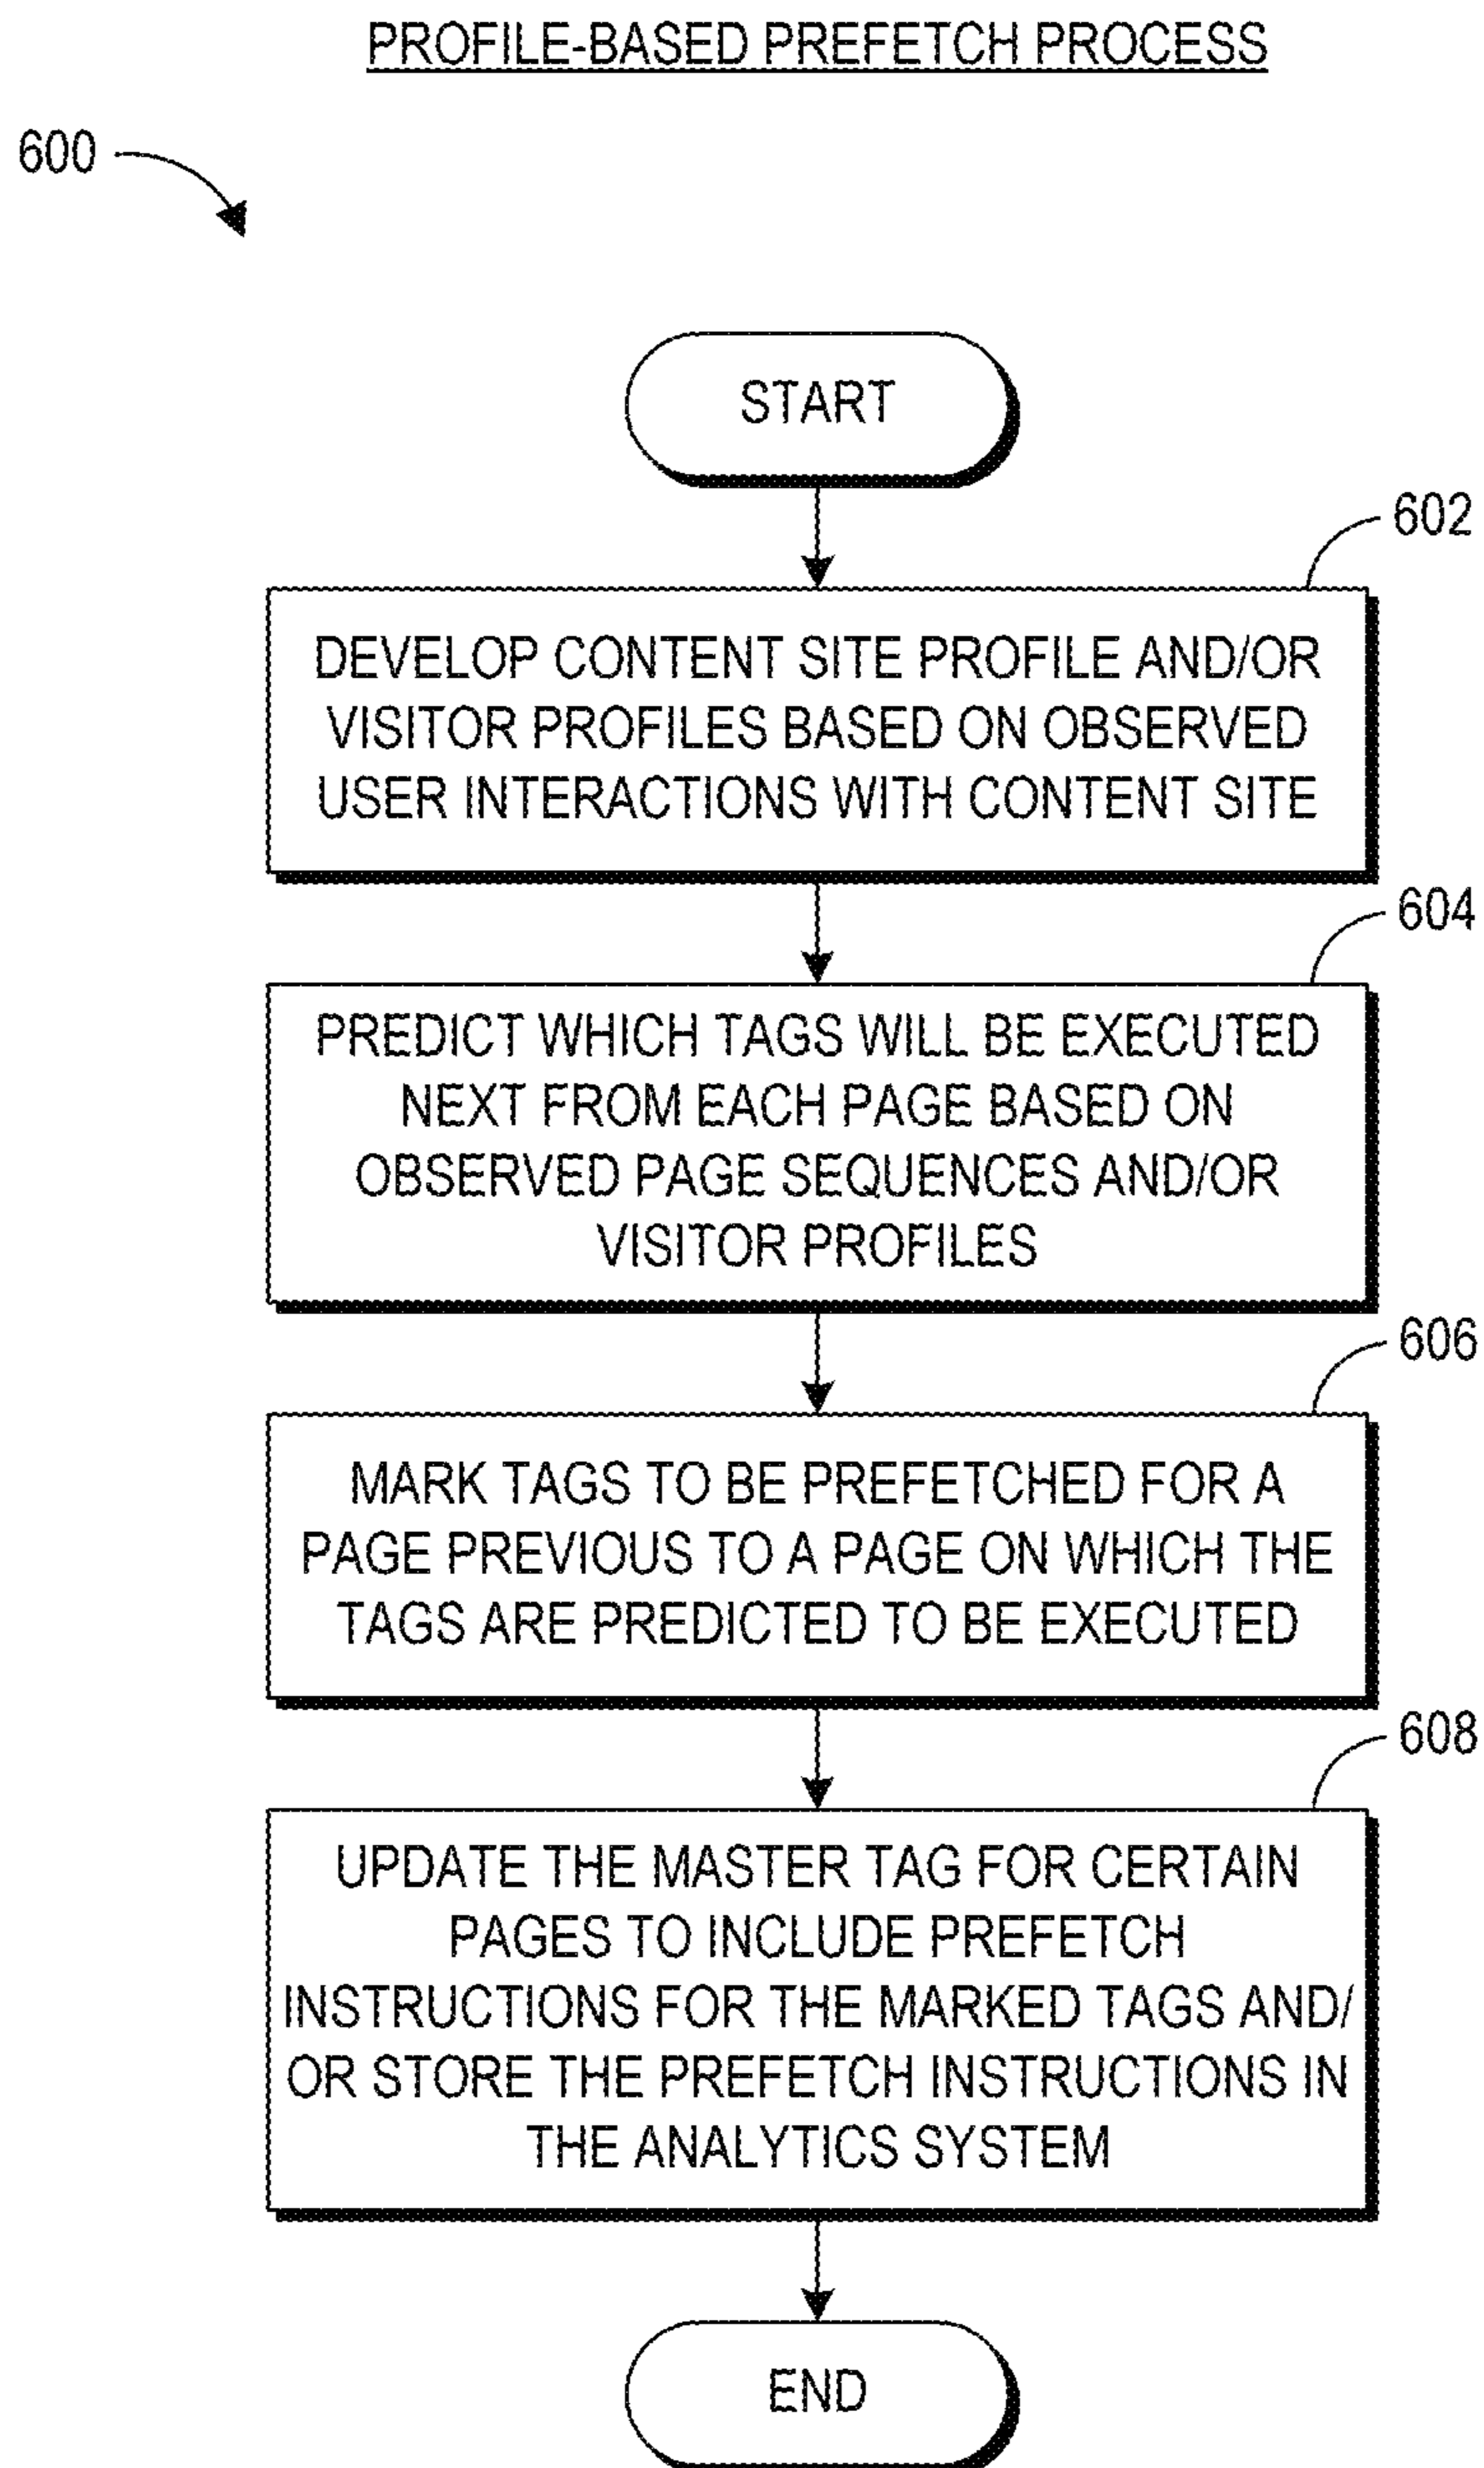 PROFILE-BASED PREFETCH PROCESS
600
START
602
DEVELOP CONTENT SITE PROFILE AND/OR
VISITOR PROFILES BASED ON OBSERVED
USER INTERACTIONS WITH CONTENT SITE
604
PREDICT WHICH TAGS WILL BE EXECUTED
NEXT FROM EACH PAGE BASED ON
OBSERVED PAGE SEQUENCES AND/OR
VISITOR PROFILES
606
MARK TAGS TO BE PREFETCHED FOR A
PAGE PREVIOUS TO A PAGE ON WHICH THE
TAGS ARE PREDICTED TO BE EXECUTED
608
UPDATE THE MASTER TAG FOR CERTAIN
PAGES TO INCLUDE PREFETCH
INSTRUCTIONS FOR THE MARKED TAGS AND/
OR STORE THE PREFETCH INSTRUCTIONS IN
THE ANALYTICS SYSTEM
END